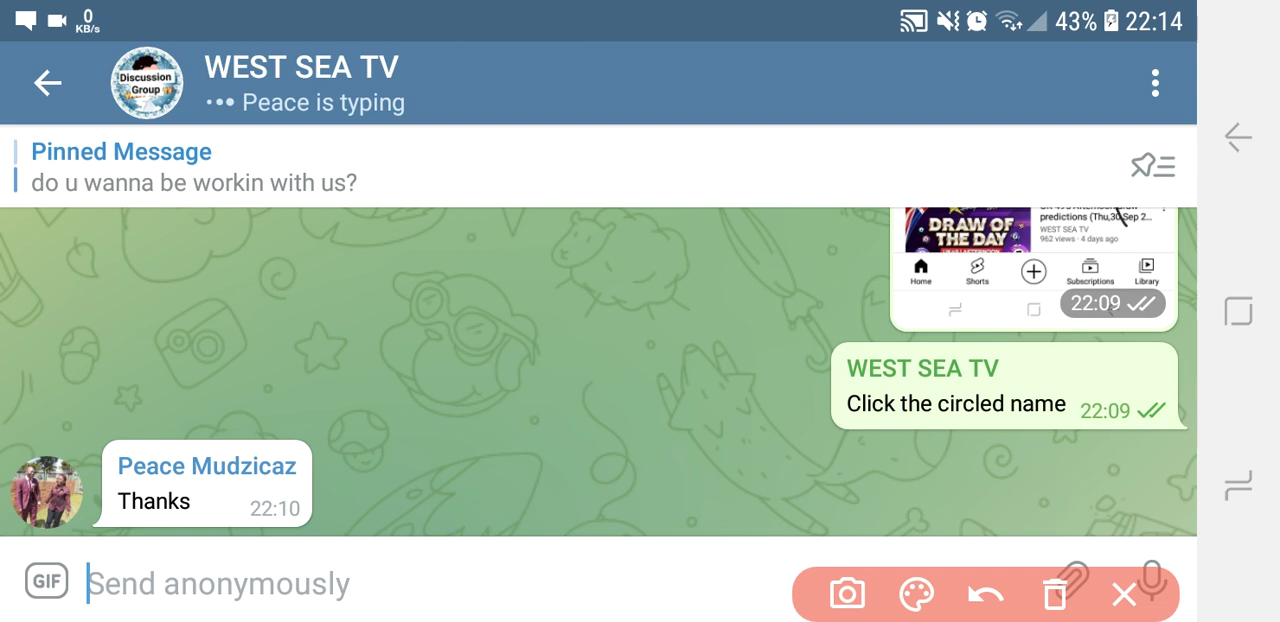 0
KB/s
43%
22:14
Discussion
Group
WEST SEA TV
••• Peace is typing
Pinned Message
do u wanna be workin with us?
DRAW OF
THE DAY
predictions (Thu,30,Sep 2...
WEST SEA TV
962 views · 4 days ago
Home
Shorts
Subscriptions
Library
22:09
WEST SEA TV
Click the circled name
22:09
Peace Mudzicaz
Thanks
22:10
GIF
Send anonymously